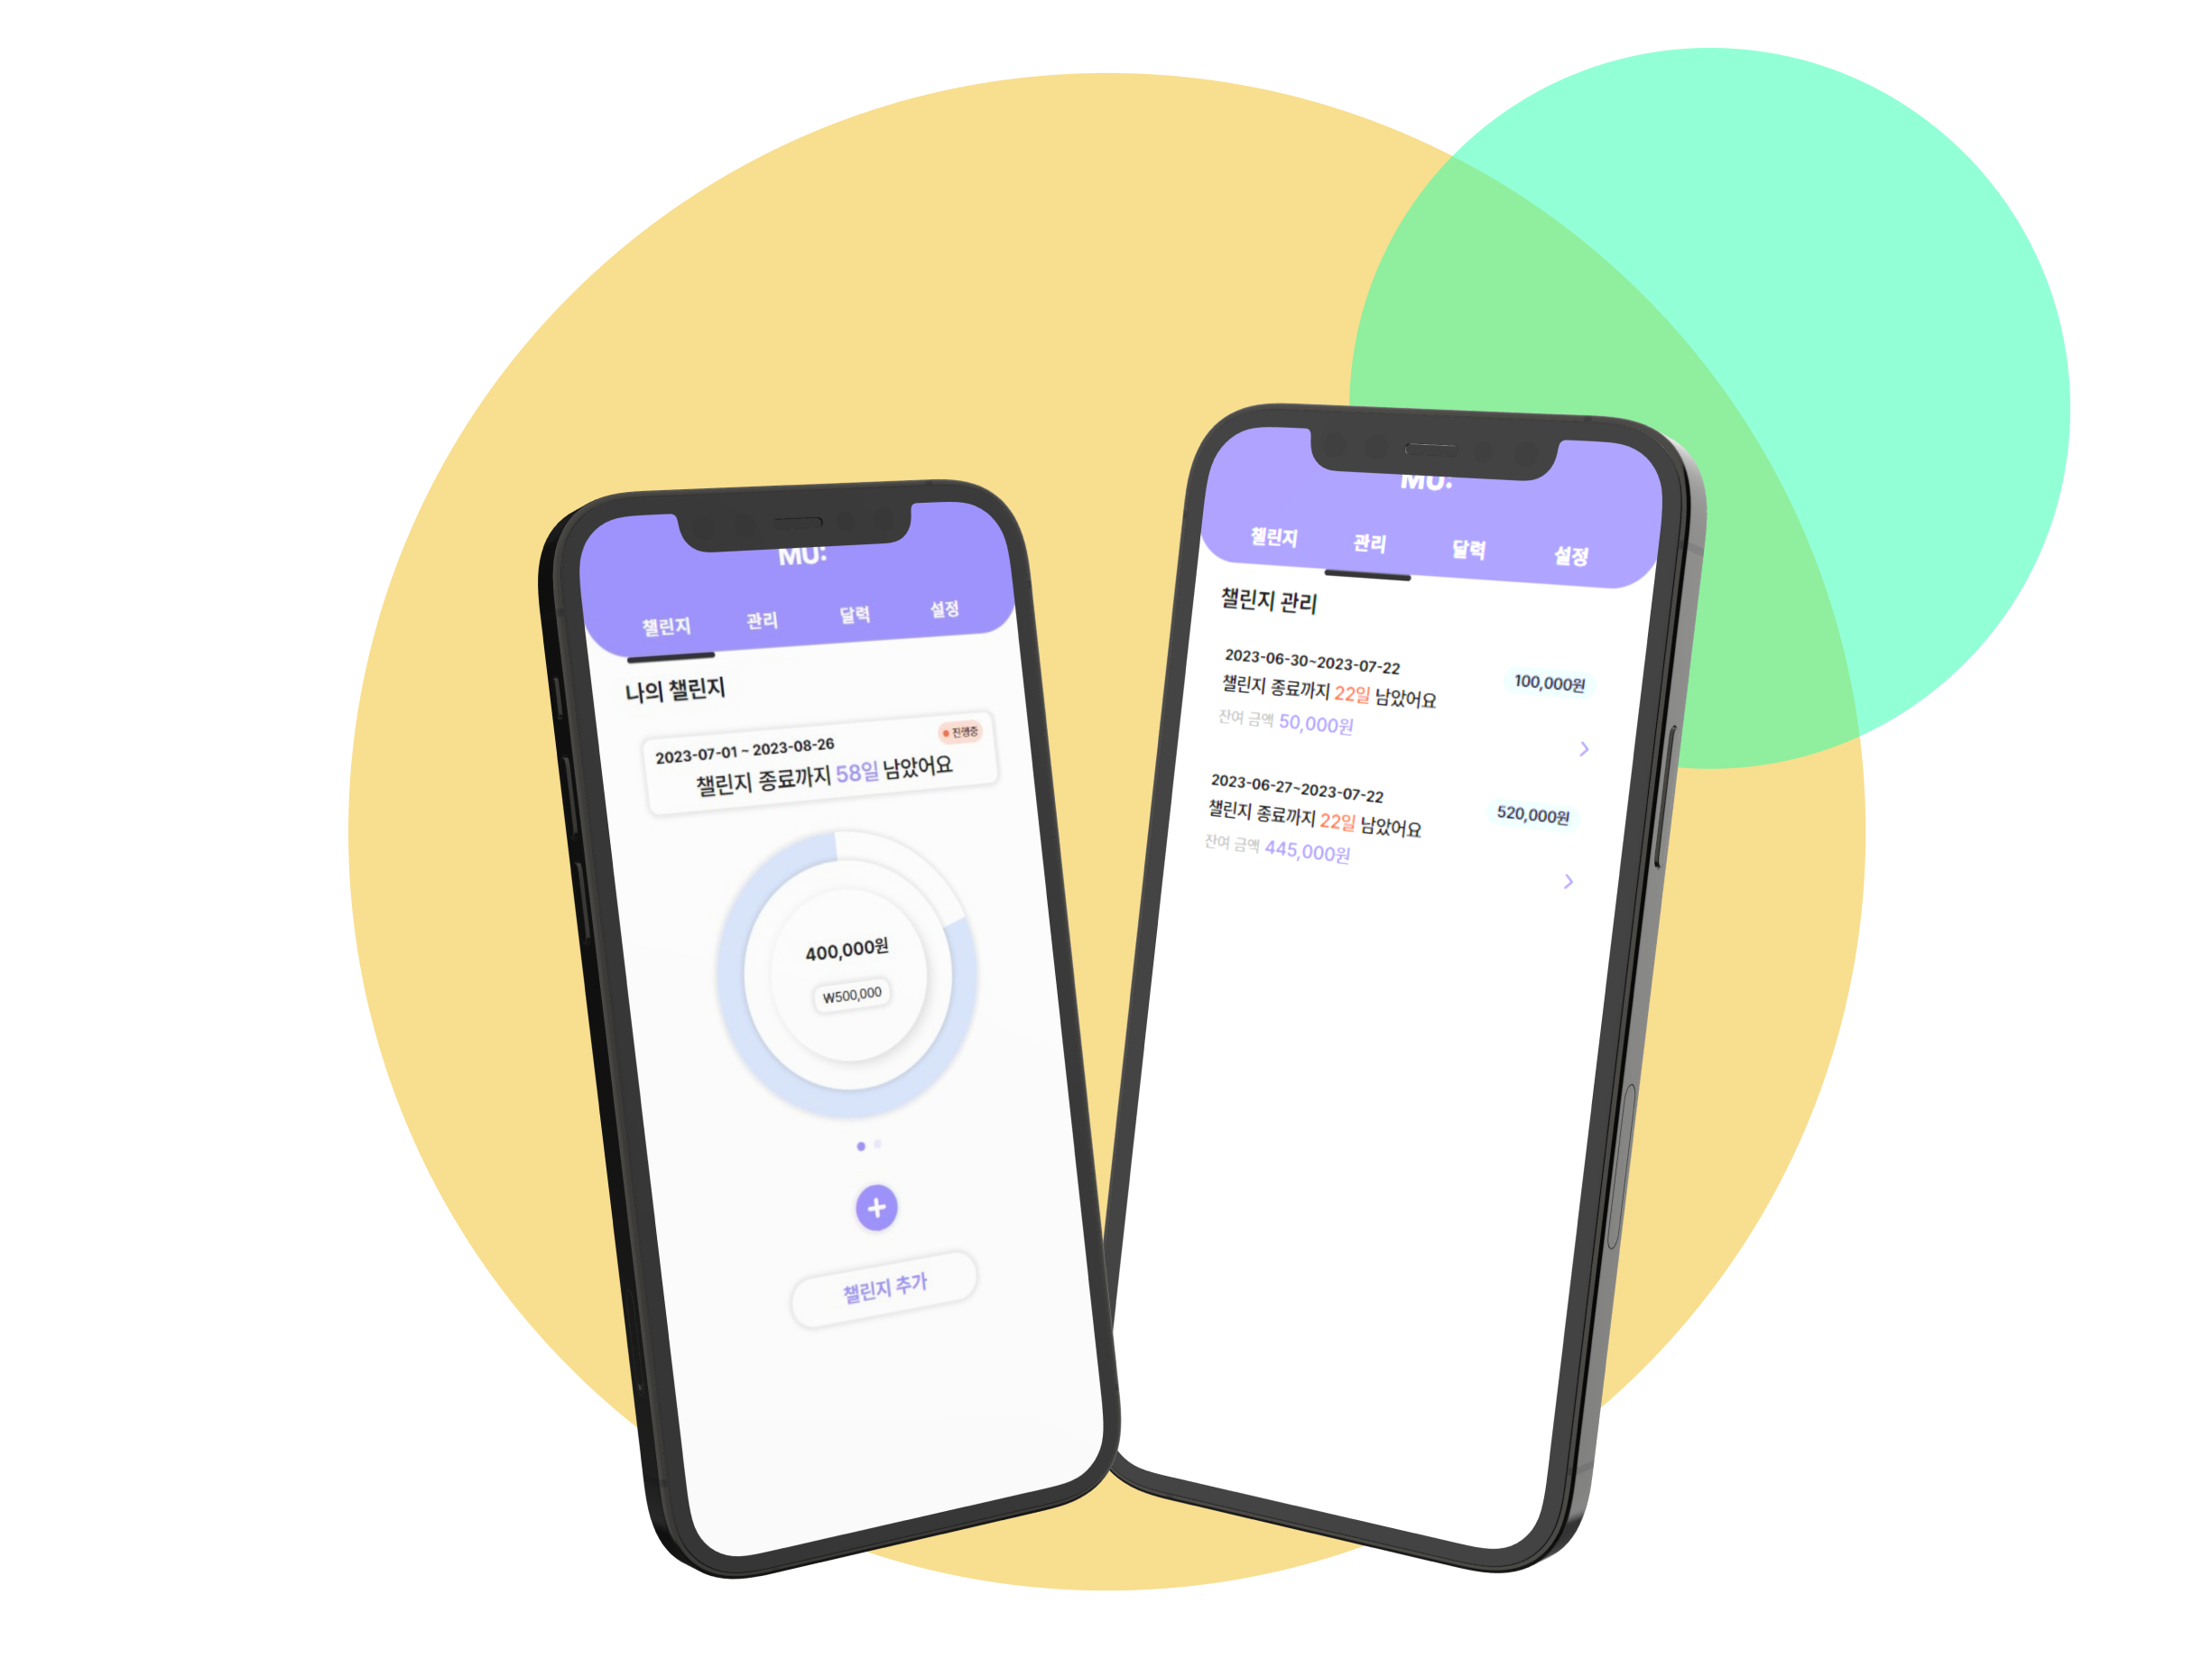 MU:
챌린지 관리 달력 설정
나의 챌린지
2023-07-01 ~ 2023-08-26
진행중
챌린지 종료까지 58일 남았어요
400,000원
₩500,000
챌린지 추가
MU:
챌린지 관리 달력 설정
챌린지 관리
2023-06-30~2023-07-22
100,000원
챌린지 종료까지 22일 남았어요
잔여 금액 50,000원
2023-06-27~2023-07-22
520,000원
챌린지 종료까지 22일 남았어요
잔여 금액 445,000원